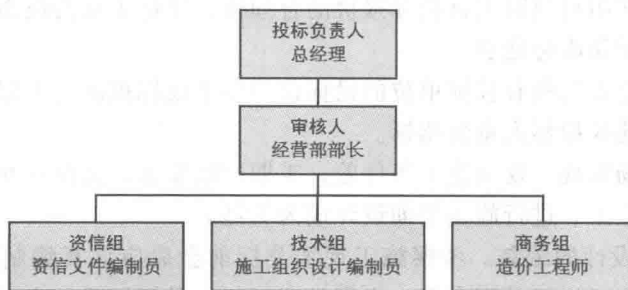 投标负责人
总经理
审核人
经营部部长
资信组
资信文件编制员
技术组
施工组织设计编制员
商务组
造价工程师